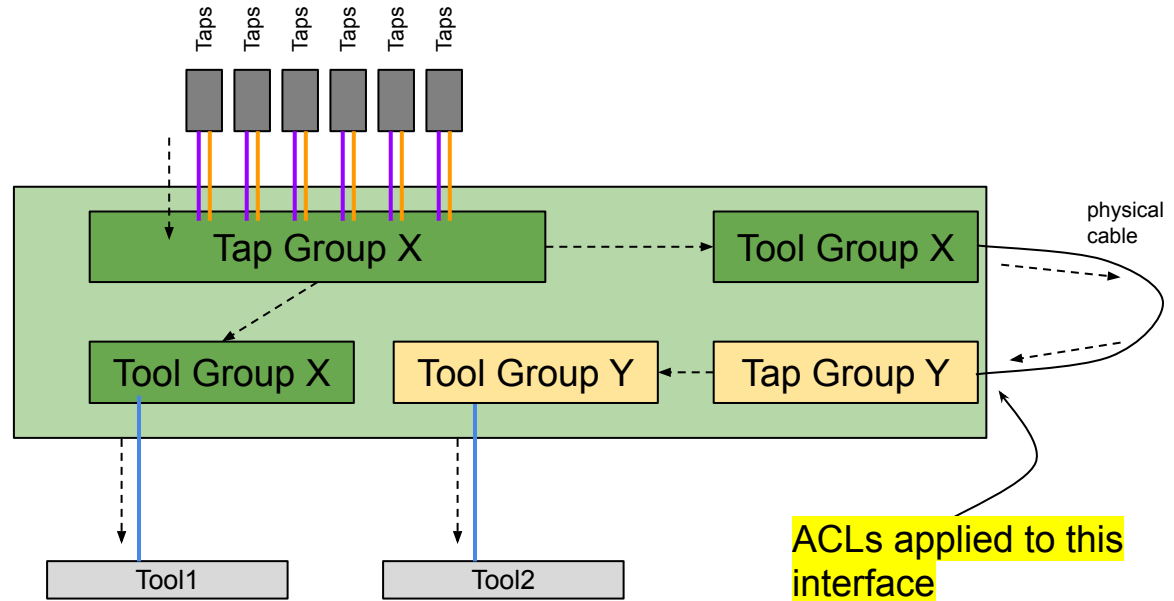 Taps
Taps
Taps
Taps
Taps
Taps
Tap Group X
Tool Group X
physical
cable
Tool Group X
Tool Group Y
Tap Group Y
ACLs applied to this
interface
Tool1
Tool2